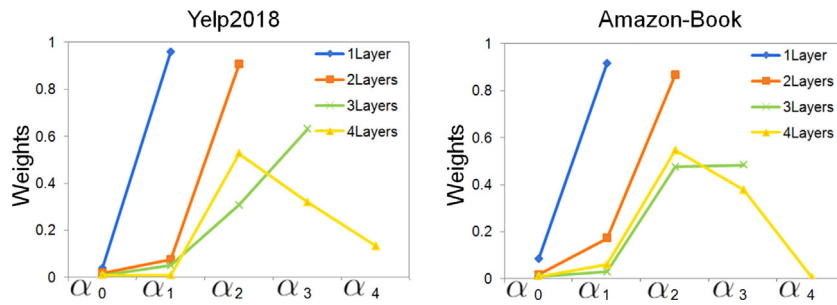 Yelp2018
Weights
1
0.8
0.6
0.4
0.2
0
1Layer
2Layers
3Layers
4Layers
α0 α1 α2 α3 α4
Amazon-Book
Weights
1
0.8
0.6
0.4
0.2
0
1Layer
2Layers
3Layers
4Layers
α0 α1 α2 α3 α4